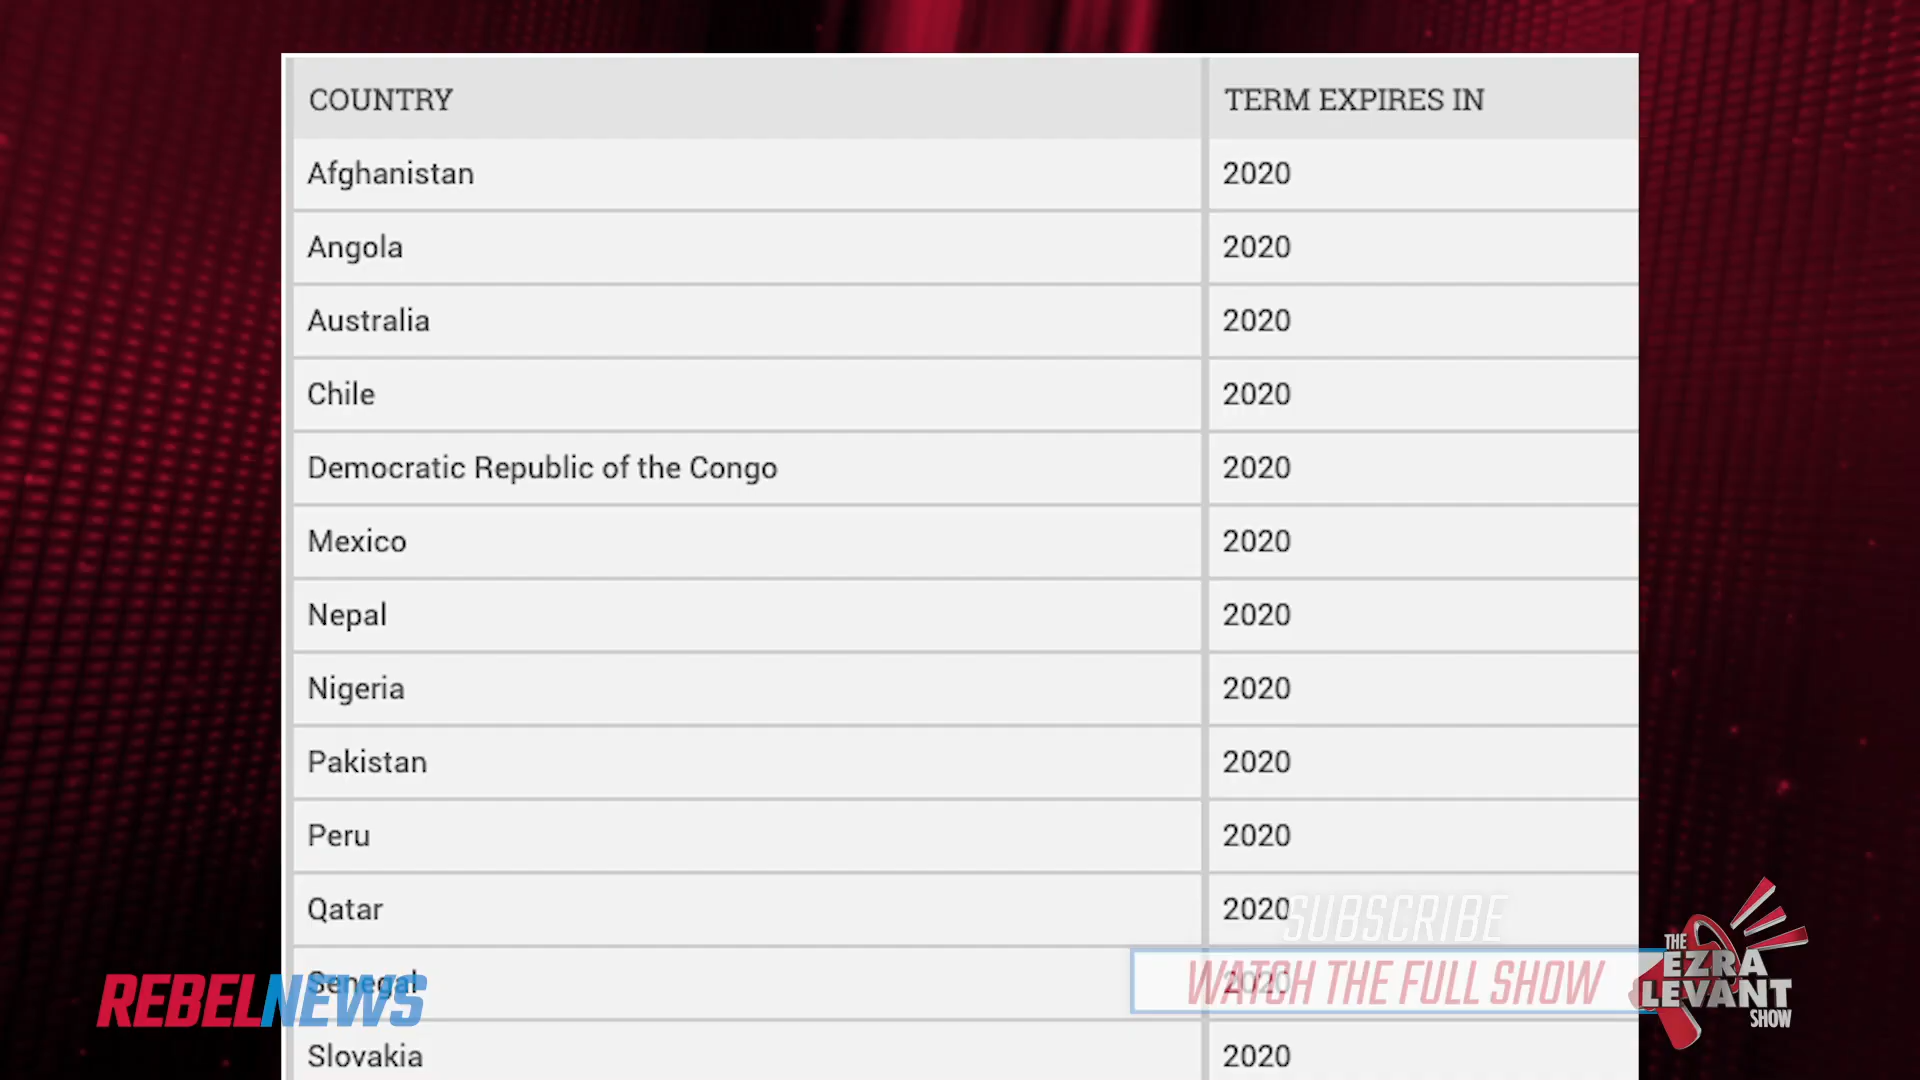 COUNTRY TERM EXPIRES IN
Afghanistan 2020
Angola 2020
Australia 2020
Chile 2020
Democratic Republic of the Congo 2020
Mexico 2020
Nepal 2020
Nigeria 2020
Pakistan 2020
Peru 2020
Qatar 2020
SUBSCRIBE
Senegal 2020
REBELNEWS
WATCH THE FULL SHOW
THE
EZRA
LEVANT
SHOW
Slovakia 2020